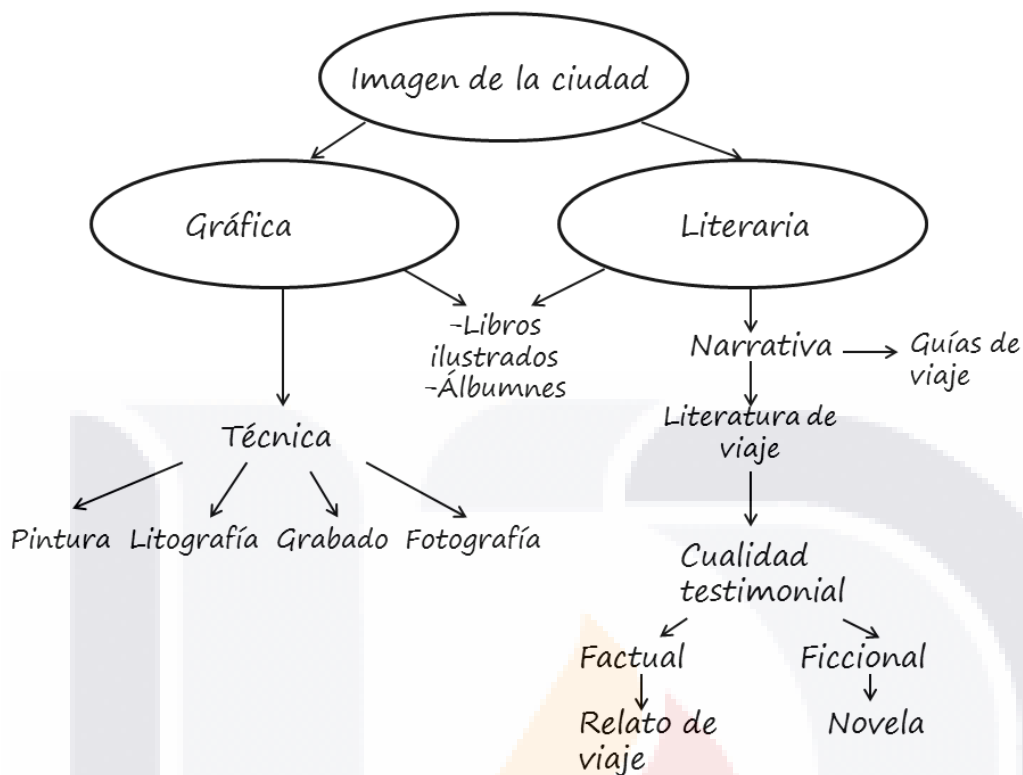 Imagen de la ciudad
Gráfica
Literaria
-Libros
ilustrados
-Álbumnes
Narrativa
Guías de
viaje
Literatura de
viaje
Técnica
Pintura
Litografía
Grabado
Fotografía
Cualidad
testimonial
Factual
Ficcional
Relato de
viaje
Novela